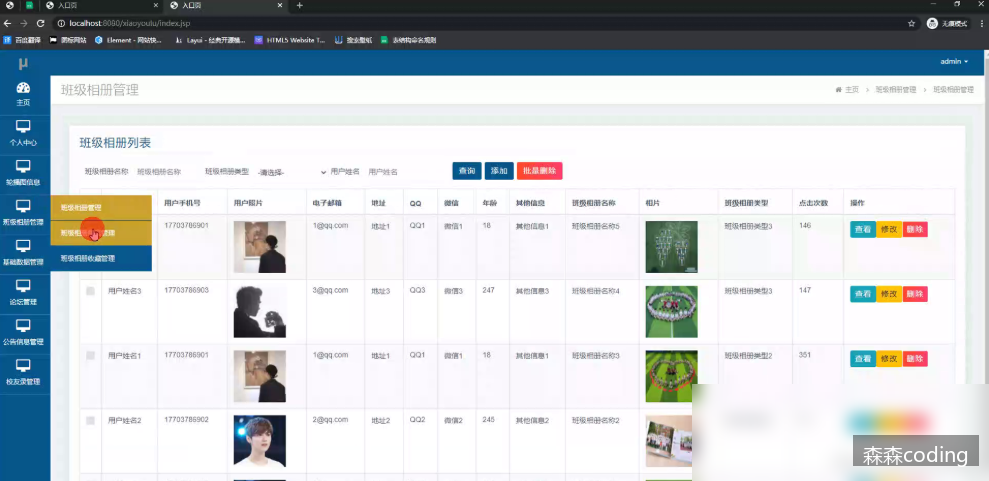 入口页
入口页
localhost:8080/xiaoyoulu/index.jsp
无痕模式
百度翻译
图标网站
Element - 网站快...
Layui - 经典开源模...
HTML5 Website T...
搜索壁纸
表结构命名规则
μ
admin
班级相册管理
主页 > 班级相册管理 > 班级相册管理
主页
个人中心
轮播图信息
班级相册管理
基础数据管理
论坛管理
公告信息管理
校友录管理
班级相册管理
班级相册收藏管理
班级相册列表
班级相册名称 班级相册名称 班级相册类型 -请选择- 用户姓名 用户姓名 查询 添加 批量删除
用户手机号 用户照片 电子邮箱 地址 QQ 微信 年龄 其他信息 班级相册名称 相片 班级相册类型 点击次数 操作
17703786901 1@qq.com 地址1 QQ1 微信1 18 其他信息1 班级相册名称5 班级相册类型3 146 查看 修改 删除
用户姓名3 17703786903 3@qq.com 地址3 QQ3 微信3 247 其他信息3 班级相册名称4 班级相册类型3 147 查看 修改 删除
用户姓名1 17703786901 1@qq.com 地址1 QQ1 微信1 18 其他信息1 班级相册名称3 班级相册类型2 351 查看 修改 删除
用户姓名2 17703786902 2@qq.com 地址2 QQ2 微信2 245 其他信息2 班级相册名称2
森森coding